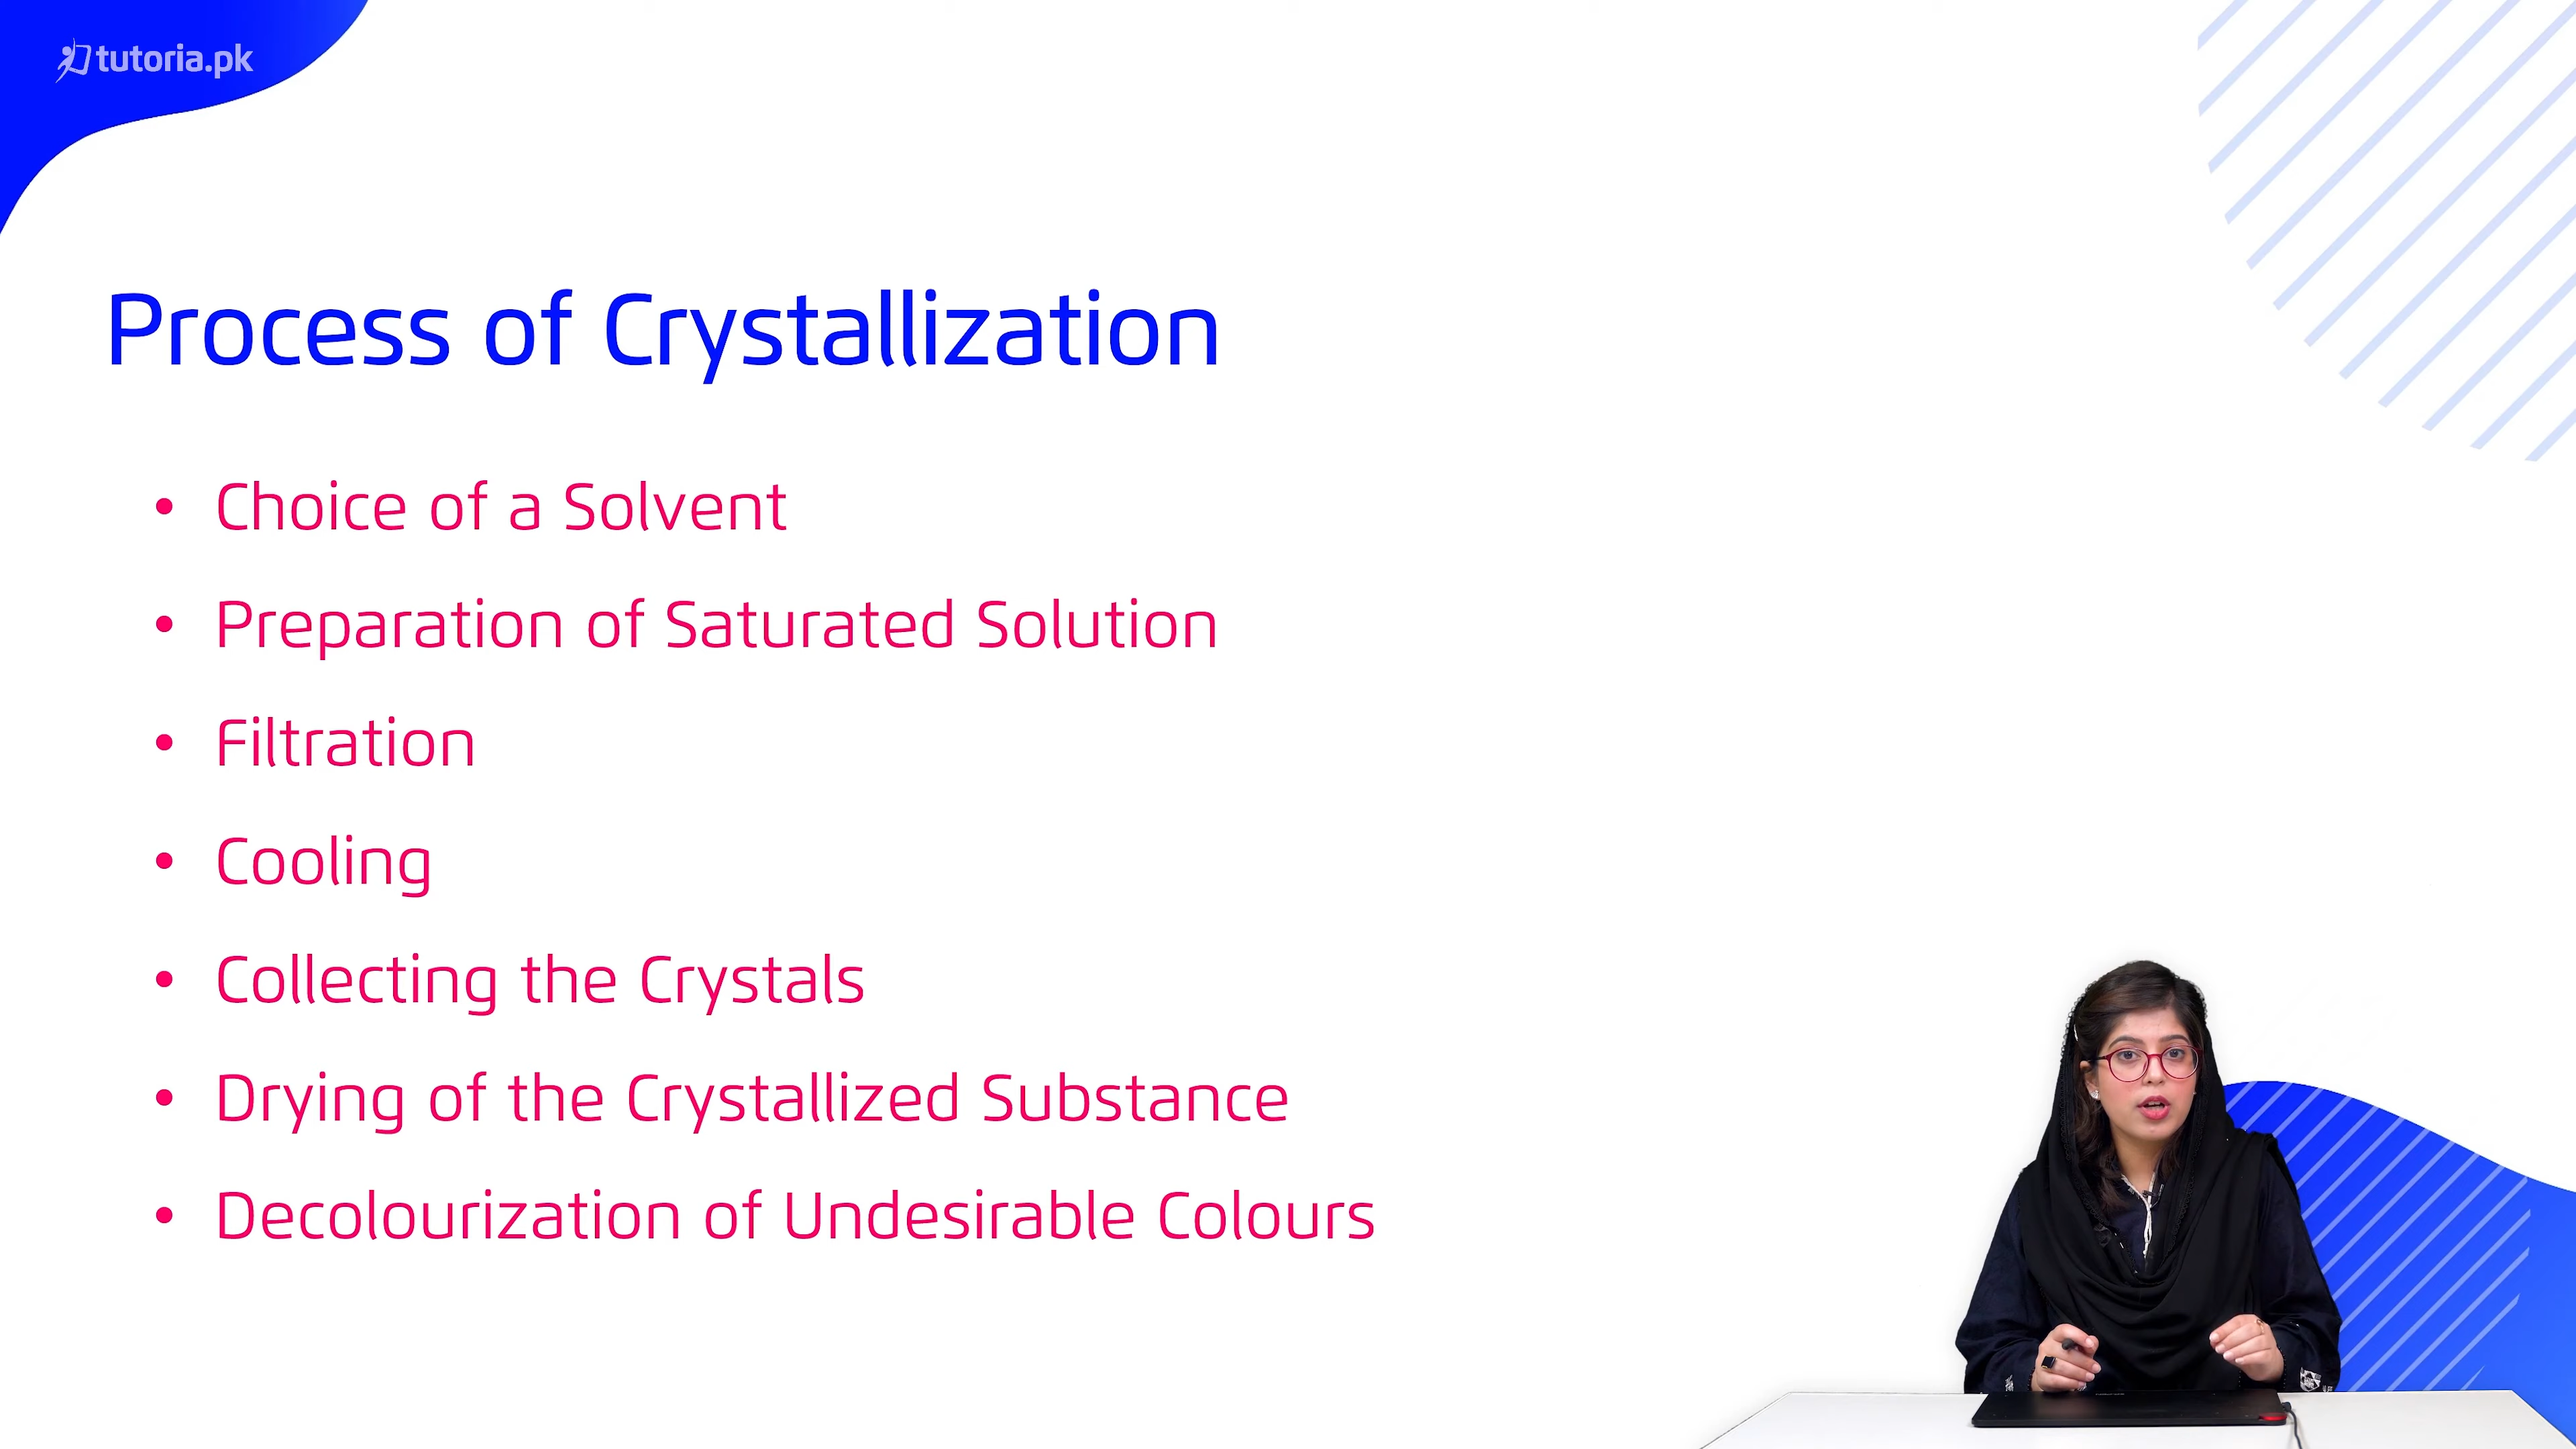 tutoria.pk
Process of Crystallization
• Choice of a Solvent
• Preparation of Saturated Solution
• Filtration
• Cooling
• Collecting the Crystals
• Drying of the Crystallized Substance
• Decolourization of Undesirable Colours